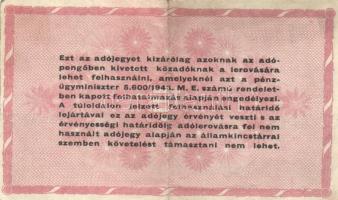 Ezt az adójegyet kizárólag azoknak az adó-
pengőben kivetett közadóknak a lerovására
lehet felhasználni, amelyeknél azt a pénz-
ügyminiszter 5.600/1945. M. E. számú rendelet-
ben kapott felhatalmazás alapján engedélyezi.
A túloldalon jelzett felhasználási határidő
lejártával ez az adójegy érvényét veszti s az
érvényességi határidőig adólerovásra fel nem
használt adójegy alapján az államkincstárral
szemben követelést támasztani nem lehet.